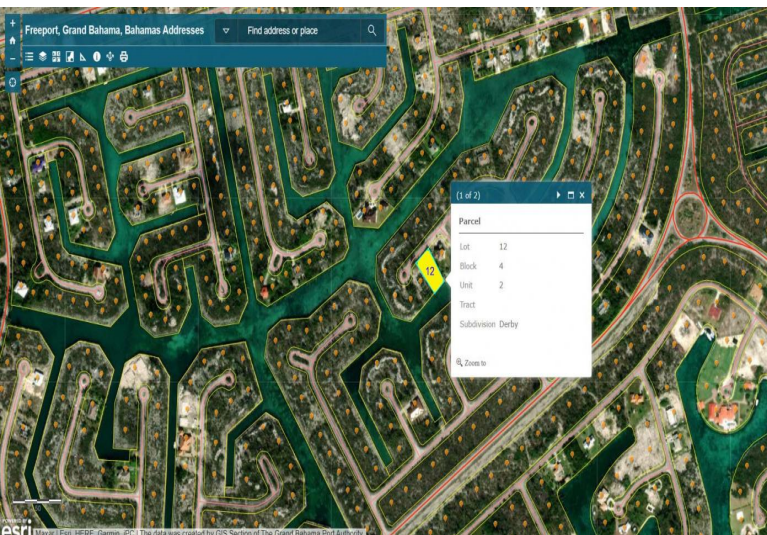 Freeport, Grand Bahama, Bahamas Addresses
Find address or place
(1 of 2)
Parcel
Lot 12
Block 4
Unit 2
Tract
Subdivision Derby
Zoom to
12
POWERED BY
esri
Maxar | Esri, HERE, Garmin, iPC | The data was created by GIS Section of The Grand Bahama Port Authority